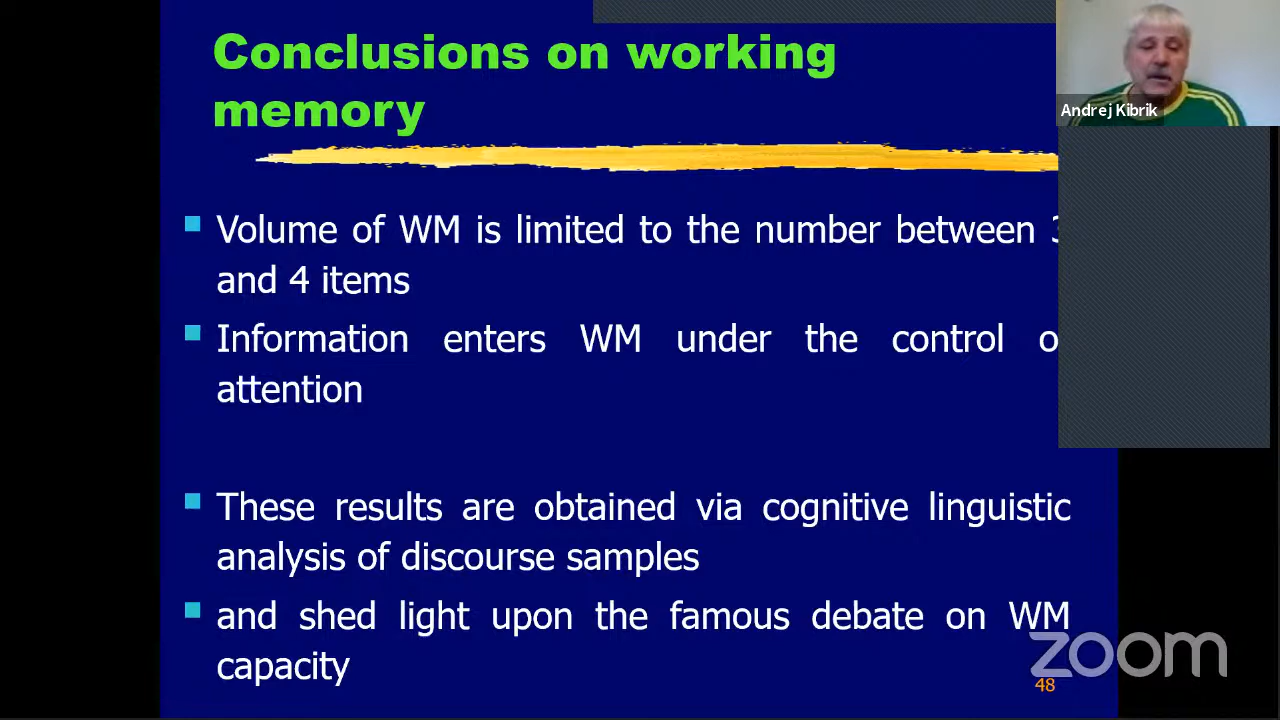 Conclusions on working
memory
Andrej Kibrik
Volume of WM is limited to the number between 3
and 4 items
Information enters WM under the control o
attention
These results are obtained via cognitive linguistic
analysis of discourse samples
and shed light upon the famous debate on WM
capacity
zoom
48